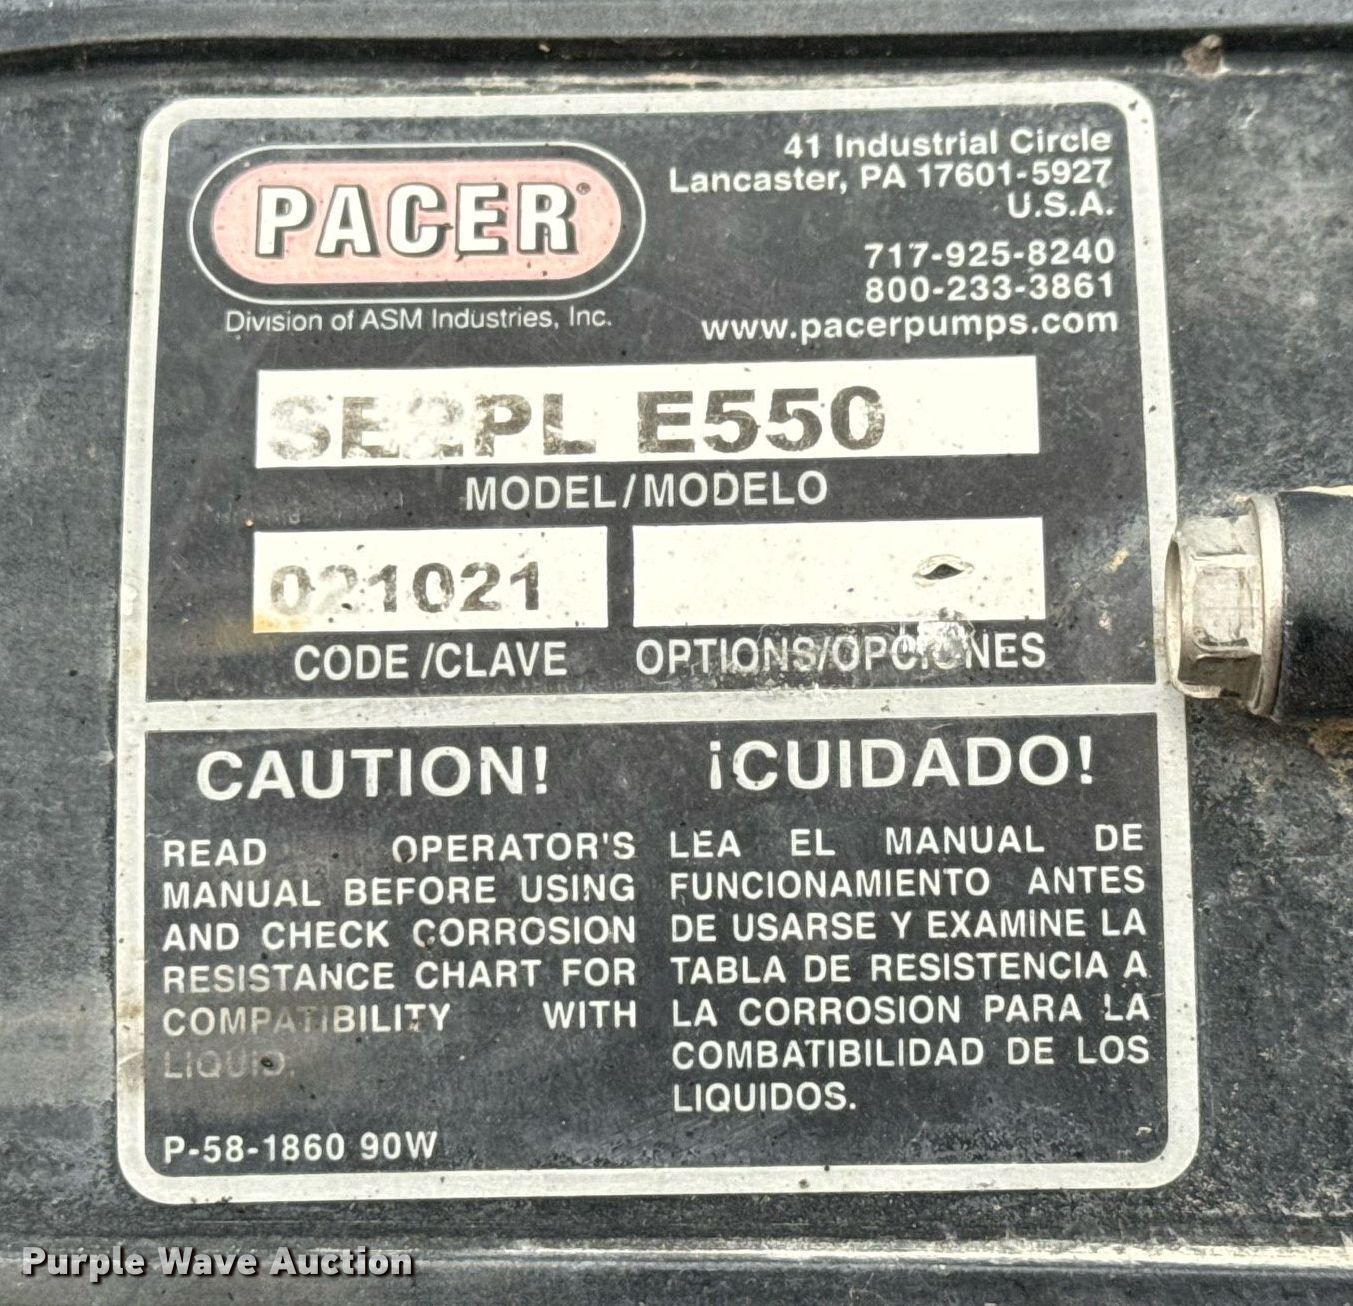 PACER®
Division of ASM Industries, Inc.
41 Industrial Circle
Lancaster, PA 17601-5927
U.S.A.
717-925-8240
800-233-3861
www.pacerpumps.com
SE2PL E550
MODEL/MODELO
021021
CODE /CLAVE
OPTIONS/OPCIONES
CAUTION!
READ OPERATOR'S
MANUAL BEFORE USING
AND CHECK CORROSION
RESISTANCE CHART FOR
COMPATIBILITY WITH
LIQUID.
¡CUIDADO!
LEA EL MANUAL DE
FUNCIONAMIENTO ANTES
DE USARSE Y EXAMINE LA
TABLA DE RESISTENCIA A
LA CORROSION PARA LA
COMBATIBILIDAD DE LOS
LIQUIDOS.
P-58-1860 90W
Purple Wave Auction